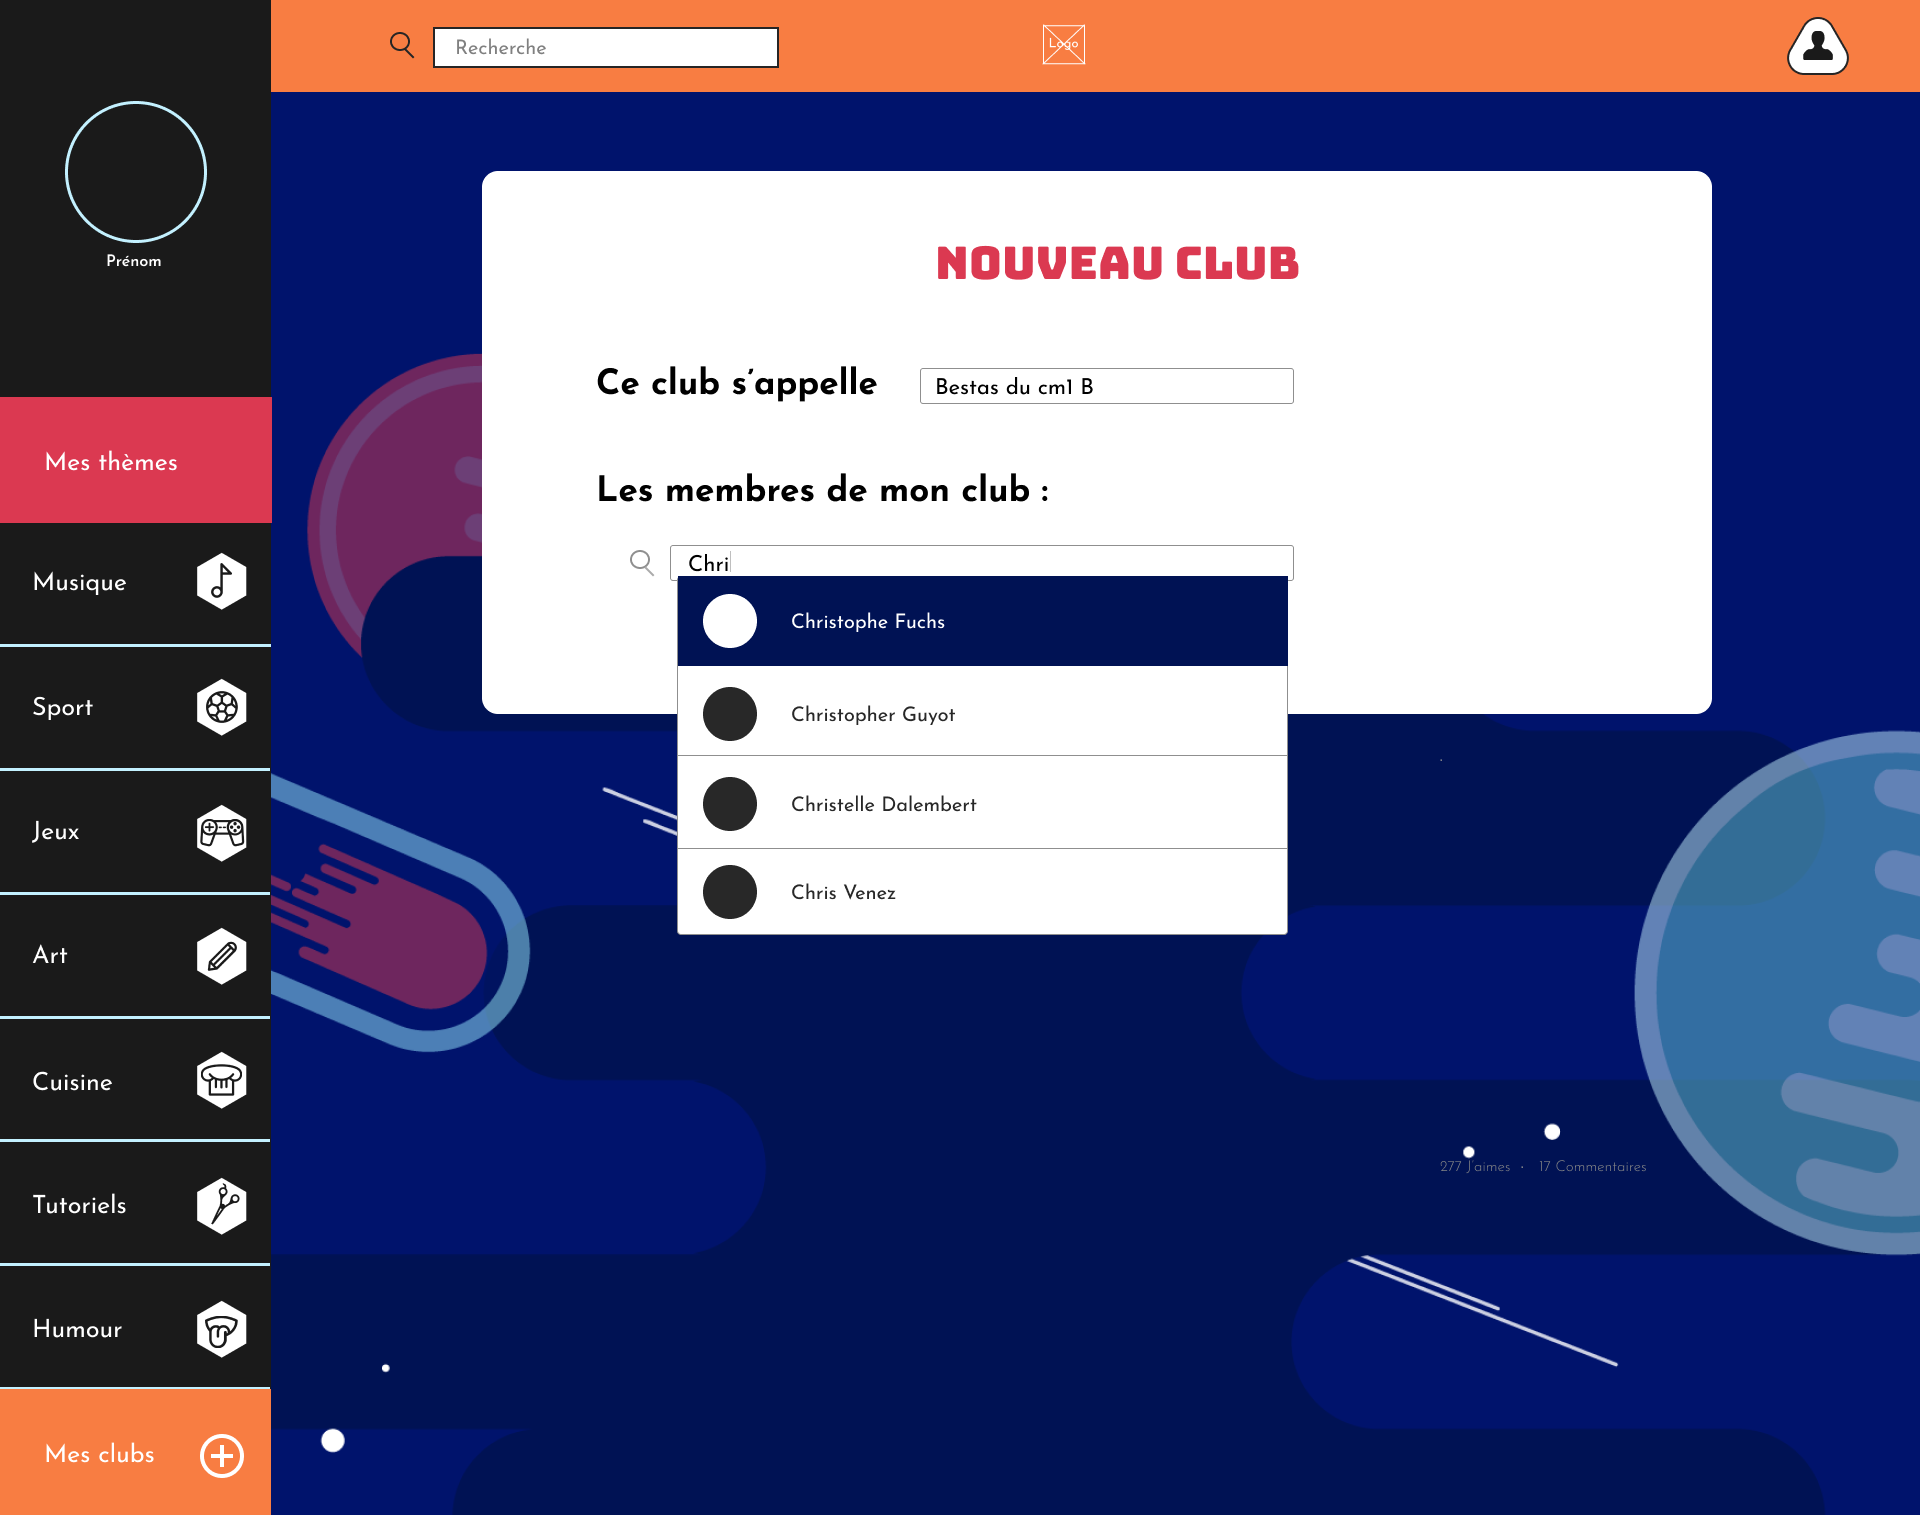 Recherche
Logo
Prénom
Mes thèmes
Musique
Sport
Jeux
Art
Cuisine
Tutoriels
Humour
Mes clubs
NOUVEAU CLUB
Ce club s’appelle
Bestas du cm1 B
Les membres de mon club :
Chri
Christophe Fuchs
Christopher Guyot
Christelle Dalembert
Chris Venez
277 J'aimes · 17 Commentaires